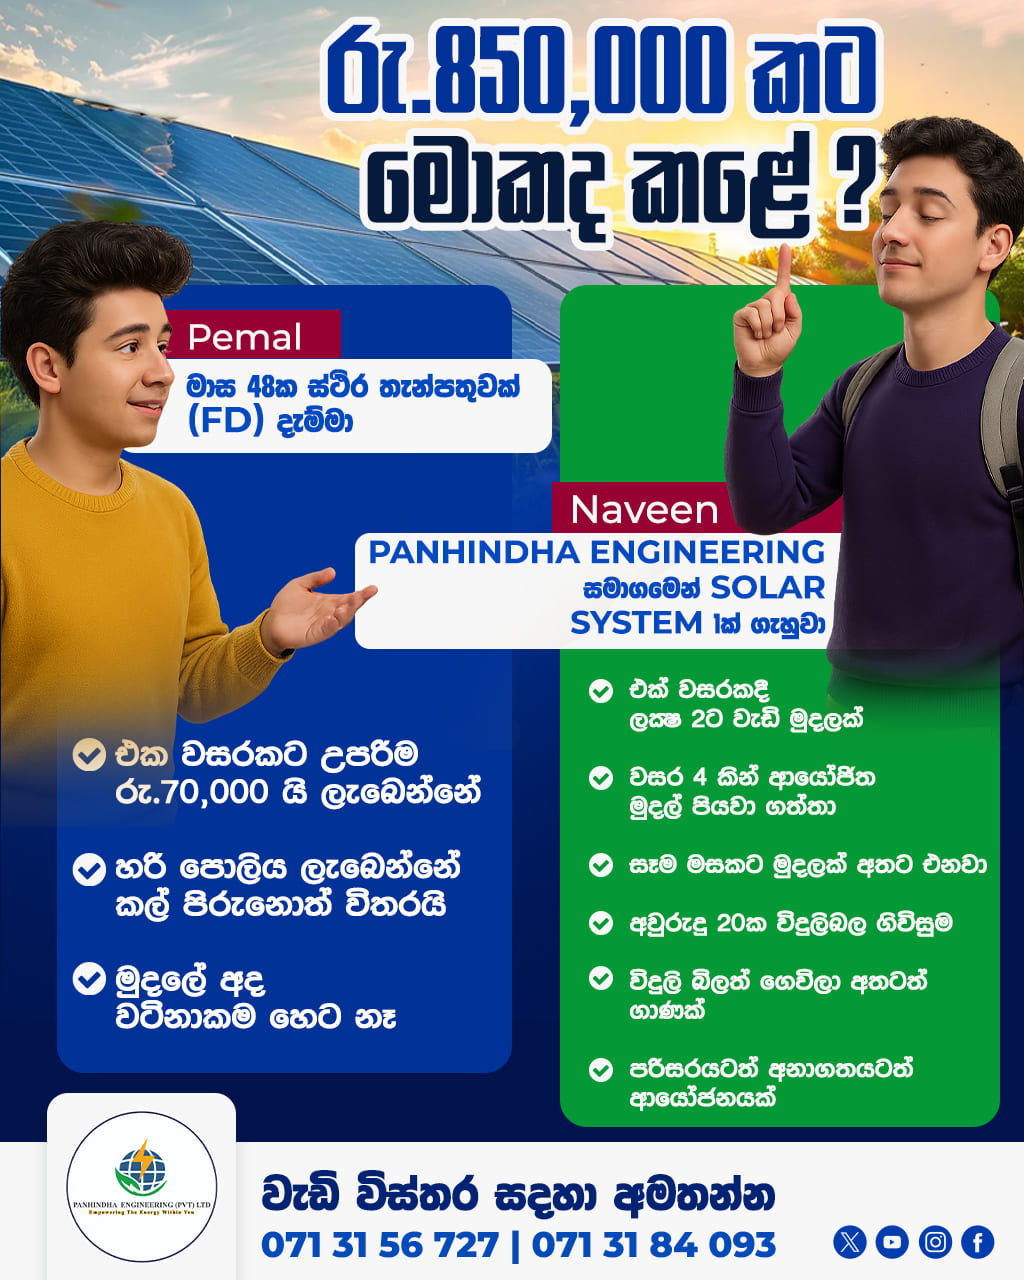 රු.850,000 කට
මොකද කළේ ?
Pemal
මාස 48ක ස්ථිර තැන්පතුවක්
(FD) දැම්මා
Naveen
PANHINDHA ENGINEERING
සමාගමෙන් SOLAR
SYSTEM 1ක් ගැහුවා
එක වසරකට උපරිම
රු.70,000 යි ලැබෙන්නේ
හරි පොලිය ලැබෙන්නේ
කල් පිරුනොත් විතරයි
මුදලේ අද
වටිනාකම හෙට නෑ
එක් වසරකදී
ලක්ෂ 2ට වැඩි මුදලක්
වසර 4 කින් ආයෝජිත
මුදල් පියවා ගත්තා
සෑම මසකට මුදලක් අතට එනවා
අවුරුදු 20ක විදුලිබල ගිවිසුම
විදුලි බිලත් ගෙවිලා අතටත්
ගාණක්
පරිසරයටත් අනාගතයටත්
ආයෝජනයක්
PANHINDHA ENGINEERING (PVT) LTD
Empowering The Energy Within You
වැඩි විස්තර සදහා අමතන්න
071 31 56 727 | 071 31 84 093